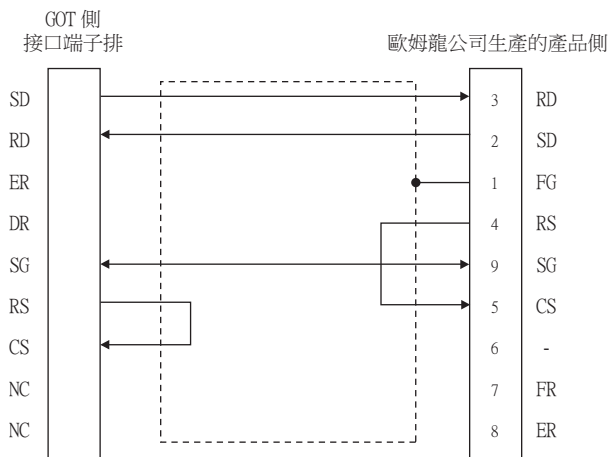 GOT 側
接口端子排
歐姆龍公司生產的產品側
SD 3 RD
RD 2 SD
ER 1 FG
DR 4 RS
SG 9 SG
RS 5 CS
CS 6 -
NC 7 FR
NC 8 ER